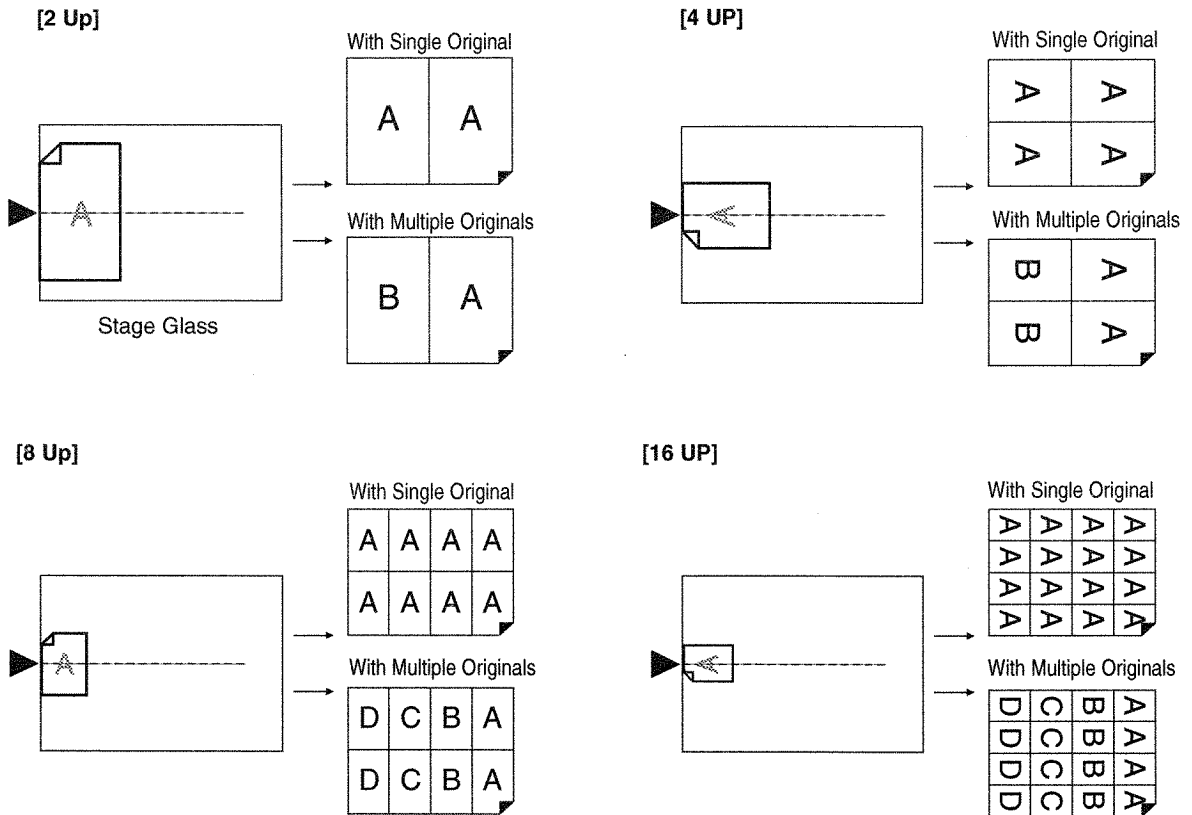 [2 Up]
With Single Original
A A
A
With Multiple Originals
B A
Stage Glass
[4 UP]
With Single Original
A A
A A
A
With Multiple Originals
B A
B A
[8 Up]
With Single Original
A A A A
A A A A
A
With Multiple Originals
D C B A
D C B A
[16 UP]
With Single Original
A A A A
A A A A
A A A A
A A A A
A
With Multiple Originals
D C B A
D C B A
D C B A
D C B A